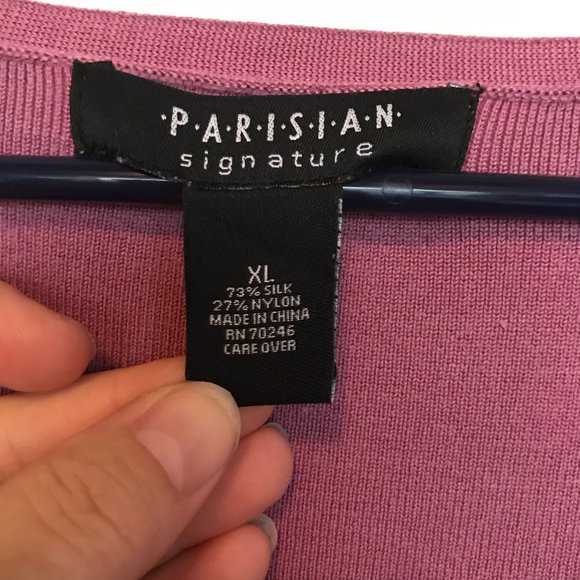 ·P·A·R·I·S·I·A·N·
signature
XL
73% SILK
27% NYLON
MADE IN CHINA
RN 70246
CARE OVER